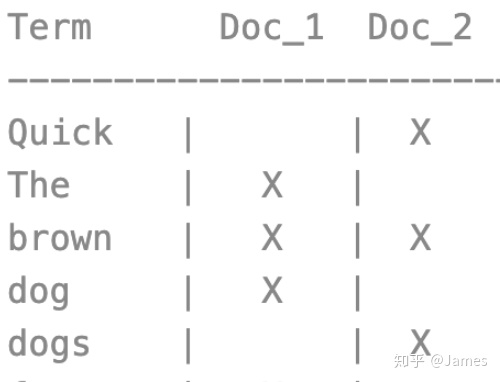 Term      Doc_1  Doc_2
-------------------------
Quick   |       |  X
The     |   X   |
brown   |   X   |  X
dog     |   X   |
dogs    |       |  X
知乎 @James